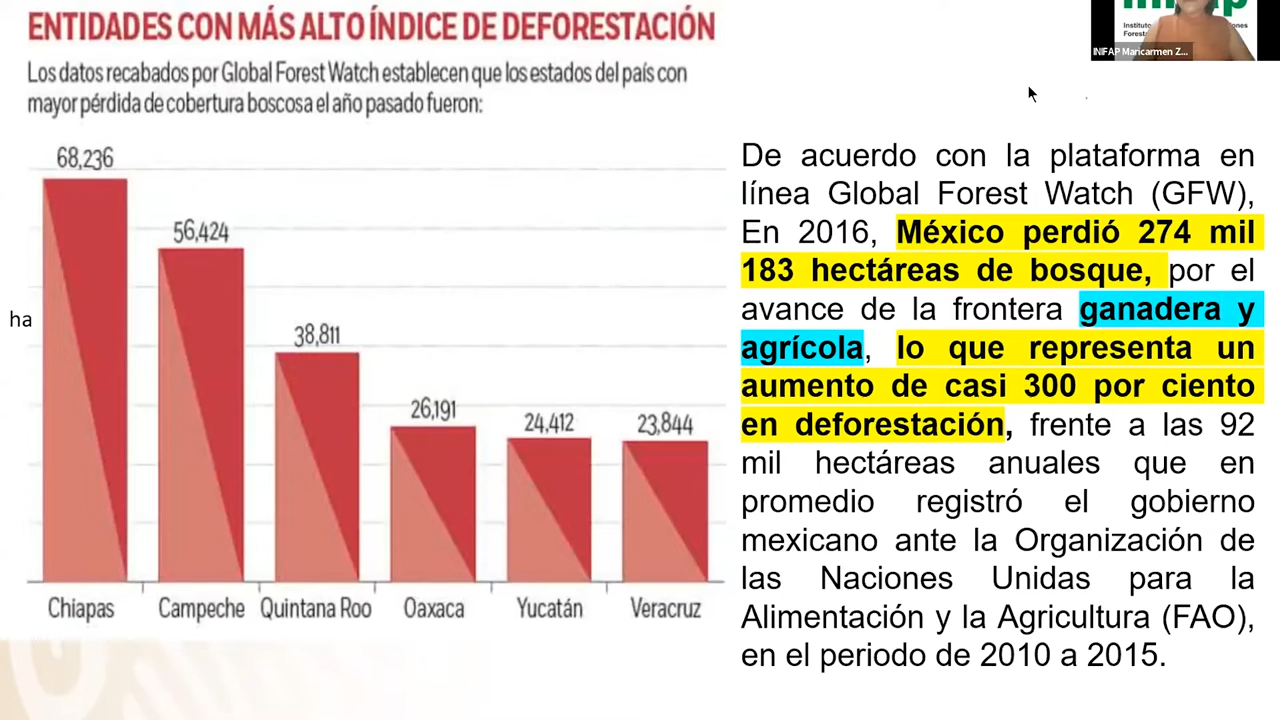 ENTIDADES CON MÁS ALTO ÍNDICE DE DEFORESTACIÓN
Los datos recabados por Global Forest Watch establecen que los estados del país con
mayor pérdida de cobertura boscosa el año pasado fueron:
68,236
56,424
38,811
26,191
24,412
23,844
ha
Chiapas
Campeche
Quintana Roo
Oaxaca
Yucatán
Veracruz
INIFAP Maricarmen Z...
De acuerdo con la plataforma en
línea Global Forest Watch (GFW),
En 2016, México perdió 274 mil
183 hectáreas de bosque, por el
avance de la frontera ganadera y
agrícola, lo que representa un
aumento de casi 300 por ciento
en deforestación, frente a las 92
mil hectáreas anuales que en
promedio registró el gobierno
mexicano ante la Organización de
las Naciones Unidas para la
Alimentación y la Agricultura (FAO),
en el periodo de 2010 a 2015.